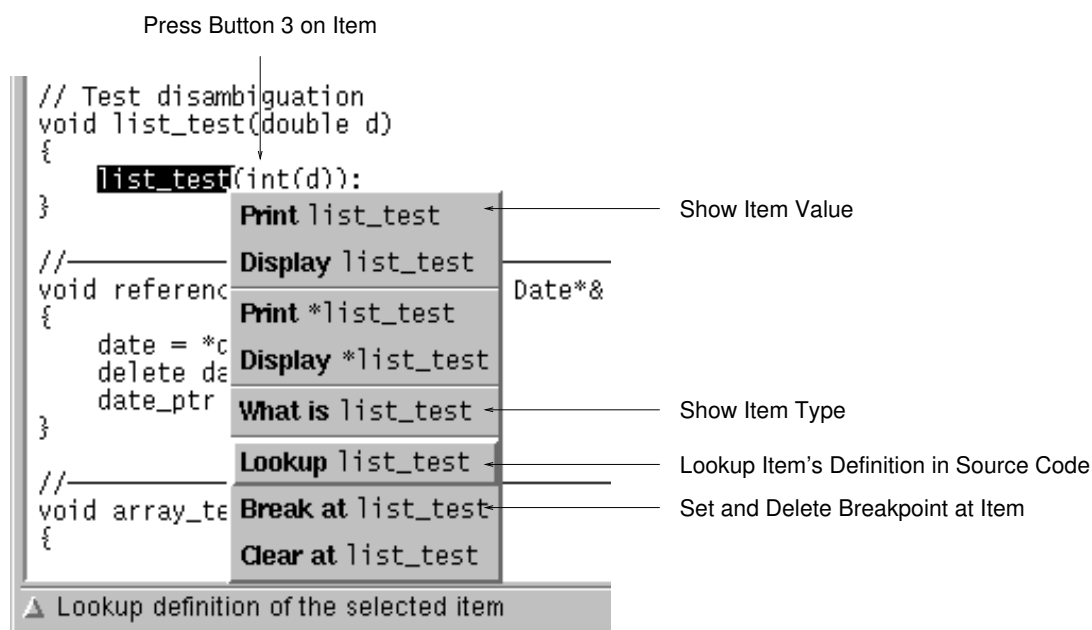 Press Button 3 on Item
// Test disambiguation
void list_test(double d)
{
list_test(int(d));
}
Print list_test
Show Item Value
Display list_test
//
void referenc
Date*&
{
Print *list_test
date = *c
Display *list_test
delete da
date_ptr
What is list_test
Show Item Type
}
Lookup list_test
Lookup Item's Definition in Source Code
//
void array_te
Break at list_test
Set and Delete Breakpoint at Item
{
Clear at list_test
Lookup definition of the selected item